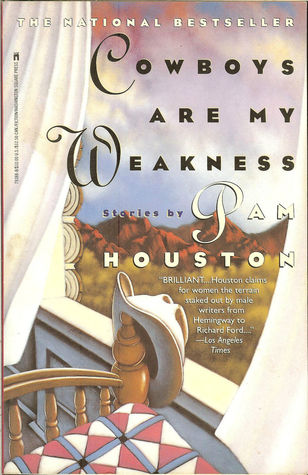 THE NATIONAL BESTSELLER
COWBOYS
ARE MY
WEAKNESS
Stories by PAM
HOUSTON
"BRILLIANT....Houston claims
for women the terrain
staked out by male
writers from
Hemingway to
Richard Ford...."
—Los Angeles
Times